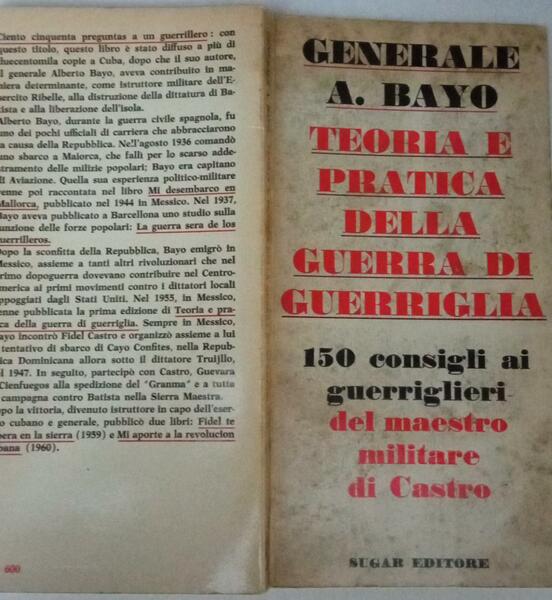 Ciento cinquenta preguntas a un guerrillero: con
questo titolo, questo libro è stato diffuso a più di
duecentomila copie a Cuba, dopo che il suo autore,
il generale Alberto Bayo, aveva contribuito in ma-
niera determinante, come istruttore militare dell'E-
sercito Ribelle, alla distruzione della dittatura di Ba-
tista e alla liberazione dell'isola.
Alberto Bayo, durante la guerra civile spagnola, fu
uno dei pochi ufficiali di carriera che abbracciarono
la causa della Repubblica. Nell'agosto 1936 comandò
uno sbarco a Maiorca, che fallì per lo scarso adde-
stramento delle milizie popolari; Bayo era capitano
di Aviazione. Quella sua esperienza politico-militare
venne poi raccontata nel libro Mi desembarco en
Mallorca, pubblicato nel 1944 in Messico. Nel 1937,
Bayo aveva pubblicato a Barcellona uno studio sulla
funzione delle forze popolari: La guerra sera de los
guerrilleros.
Dopo la sconfitta della Repubblica, Bayo emigrò in
Messico, assieme a tanti altri rivoluzionari che nel
primo dopoguerra dovevano contribuire nel Centro-
america ai primi movimenti contro i dittatori locali
appoggiati dagli Stati Uniti. Nel 1955, in Messico,
venne pubblicata la prima edizione di Teoria e pra-
tica della guerra di guerriglia. Sempre in Messico,
Bayo incontrò Fidel Castro e organizzò assieme a lui
il tentativo di sbarco di Cayo Confites, nella Repub-
blica Dominicana allora sotto il dittatore Trujillo,
nel 1947. In seguito, partecipò con Castro, Guevara
e Cienfuegos alla spedizione del "Granma" e a tutta
campagna contro Batista nella Sierra Maestra.
Dopo la vittoria, divenuto istruttore in capo dell'eser-
cito cubano e generale, pubblicò due libri: Fidel te
espera en la sierra (1959) e Mi aporte a la revolucion
cubana (1960).
600
GENERALE
A. BAYO
TEORIA E
PRATICA
DELLA
GUERRA DI
GUERRIGLIA
150 consigli ai
guerriglieri
del maestro
militare
di Castro
SUGAR EDITORE